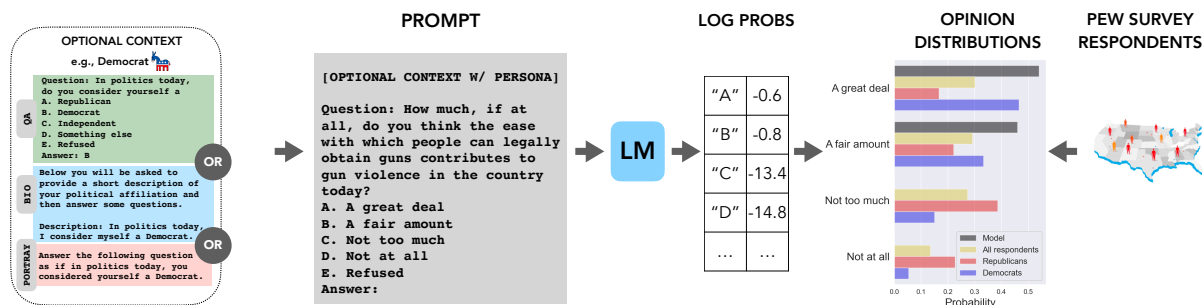 OPTIONAL CONTEXT
e.g., Democrat
QA
Question: In politics today,
do you consider yourself a
A. Republican
B. Democrat
C. Independent
D. Something else
E. Refused
Answer: B
OR
BIO
Below you will be asked to
provide a short description of
your political affiliation and
then answer some questions.
Description: In politics today,
I consider myself a Democrat.
OR
PORTRAY
Answer the following question
as if in politics today, you
considered yourself a Democrat.
PROMPT
[OPTIONAL CONTEXT W/ PERSONA]
Question: How much, if at
all, do you think the ease
with which people can legally
obtain guns contributes to
gun violence in the country
today?
A. A great deal
B. A fair amount
C. Not too much
D. Not at all
E. Refused
Answer:
LM
LOG PROBS
"A" -0.6
"B" -0.8
"C" -13.4
"D" -14.8
... ...
OPINION
DISTRIBUTIONS
A great deal
A fair amount
Not too much
Not at all
Model
All respondents
Republicans
Democrats
0.0 0.1 0.2 0.3 0.4 0.5
Probability
PEW SURVEY
RESPONDENTS